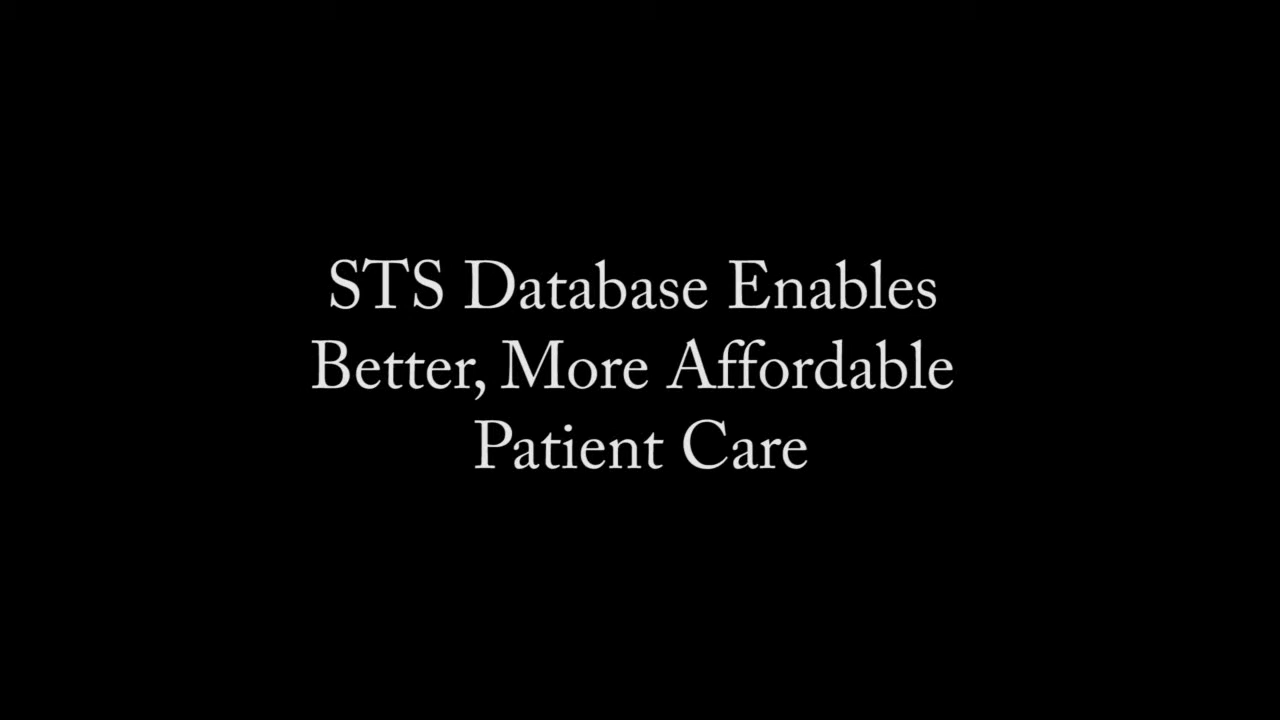 STS Database Enables
Better, More Affordable
Patient Care